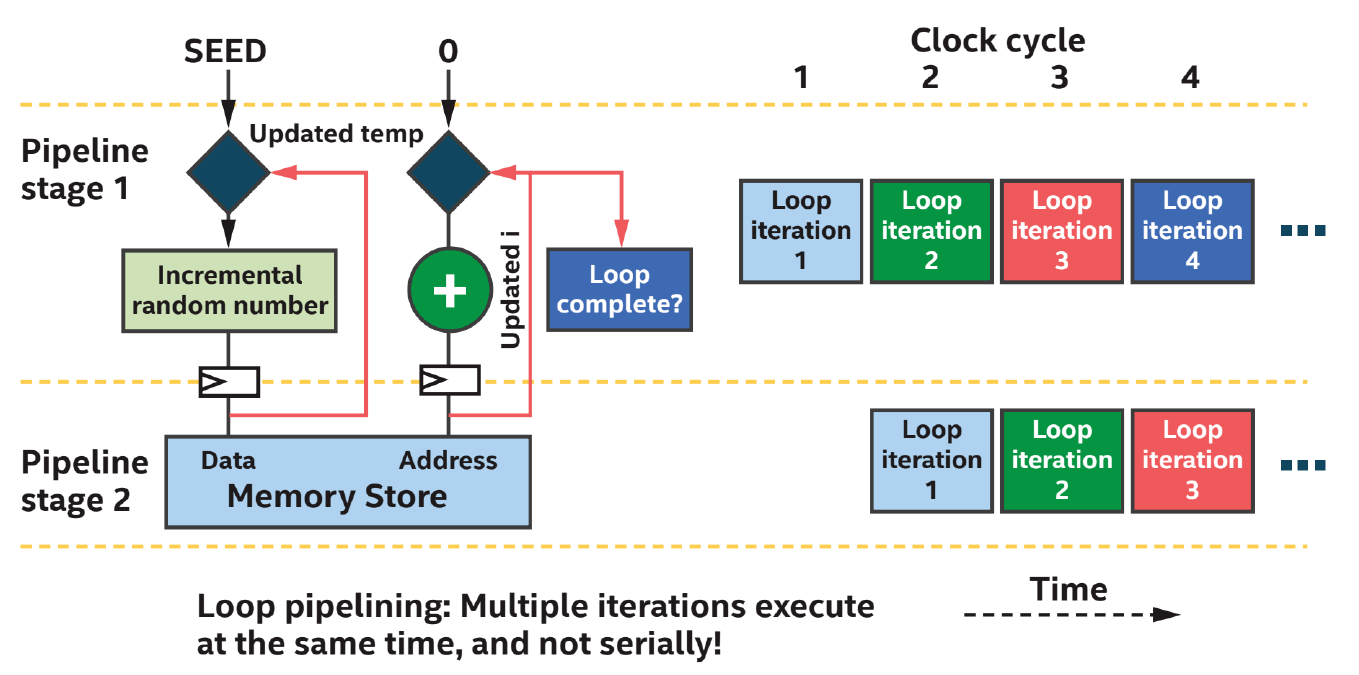 SEED
0
Clock cycle
1 2 3 4
Pipeline
stage 1
Updated temp
Incremental
random number
+
Updated i
Loop
complete?
Loop
iteration
1
Loop
iteration
2
Loop
iteration
3
Loop
iteration
4
Pipeline
stage 2
Data
Address
Memory Store
Loop
iteration
1
Loop
iteration
2
Loop
iteration
3
Loop pipelining: Multiple iterations execute
at the same time, and not serially!
Time